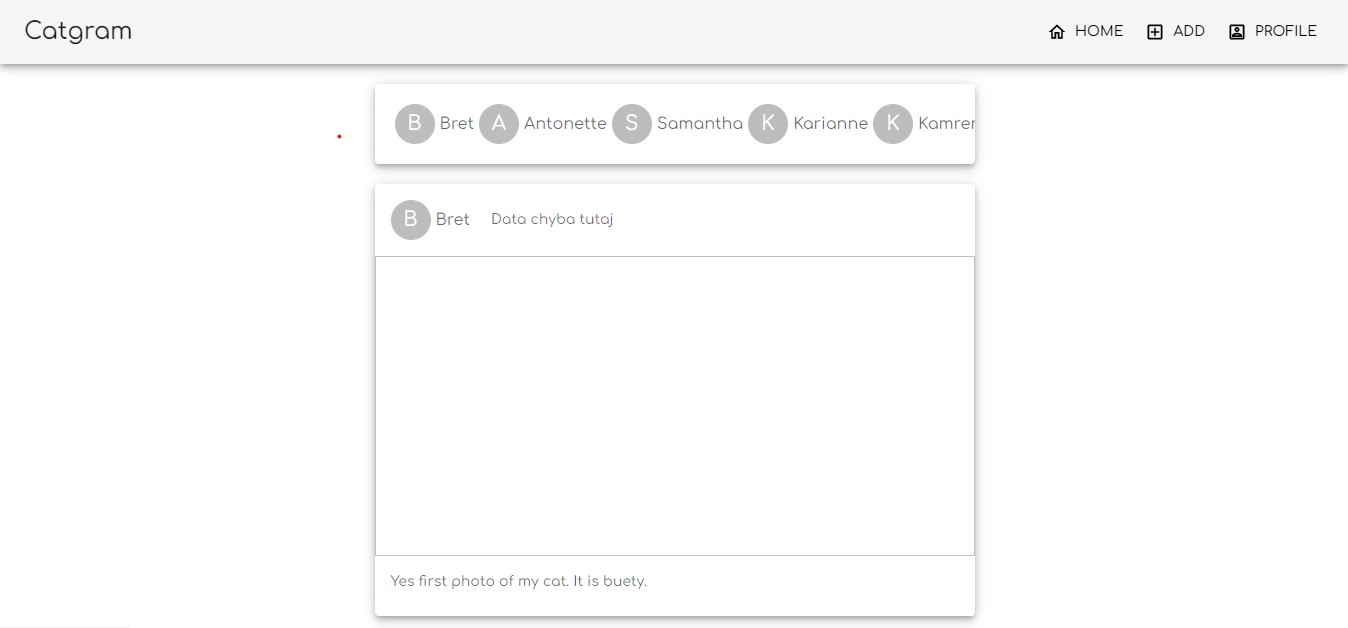 Catgram HOME ADD PROFILE
B Bret A Antonette S Samantha K Karianne K Kamren
B Bret Data chyba tutaj
Yes first photo of my cat. It is buety.